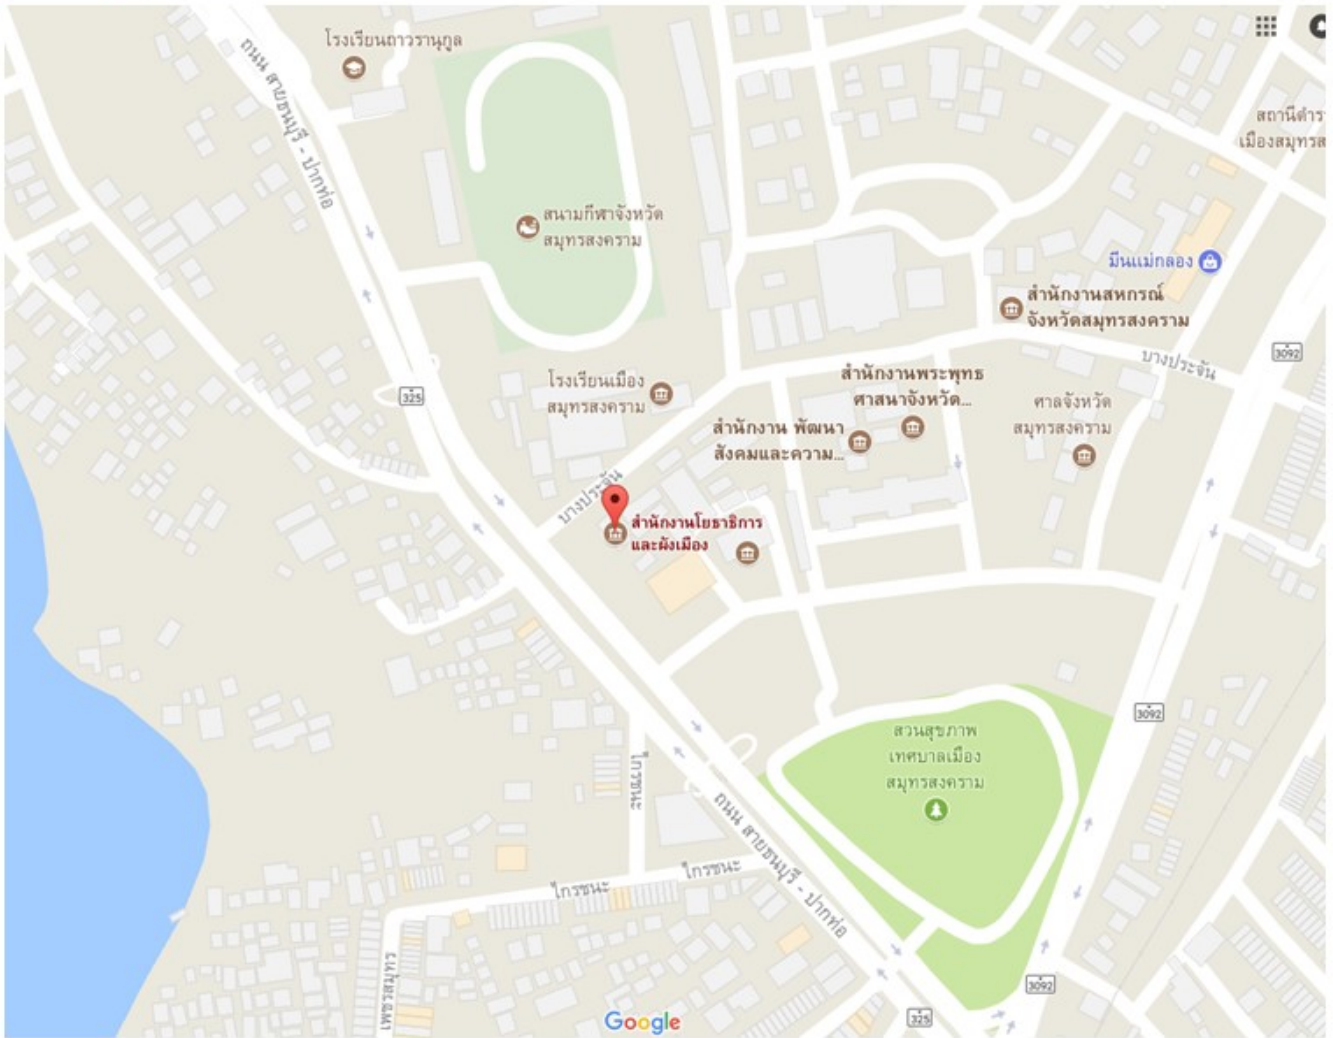 โรงเรียนถาวรานุกูล
ถนน สายธนบุรี - ปากท่อ
สถานีตำร
เมืองสมุทรส
สนามกีฬาจังหวัด
สมุทรสงคราม
มีนแม่กลอง
สำนักงานสหกรณ์
จังหวัดสมุทรสงคราม
3092
บางประจัน
325
โรงเรียนเมือง
สมุทรสงคราม
สำนักงานพระพุทธ
ศาสนาจังหวัด...
ศาลจังหวัด
สมุทรสงคราม
สำนักงาน พัฒนา
สังคมและความ...
บางประจัน
สำนักงานโยธาธิการ
และผังเมือง
3092
สวนสุขภาพ
เทศบาลเมือง
สมุทรสงคราม
ไกรชนะ
ถนน สายธนบุรี - ปากท่อ
ไกรชนะ
ไกรชนะ
เพชรสมุทร
3092
325
Google